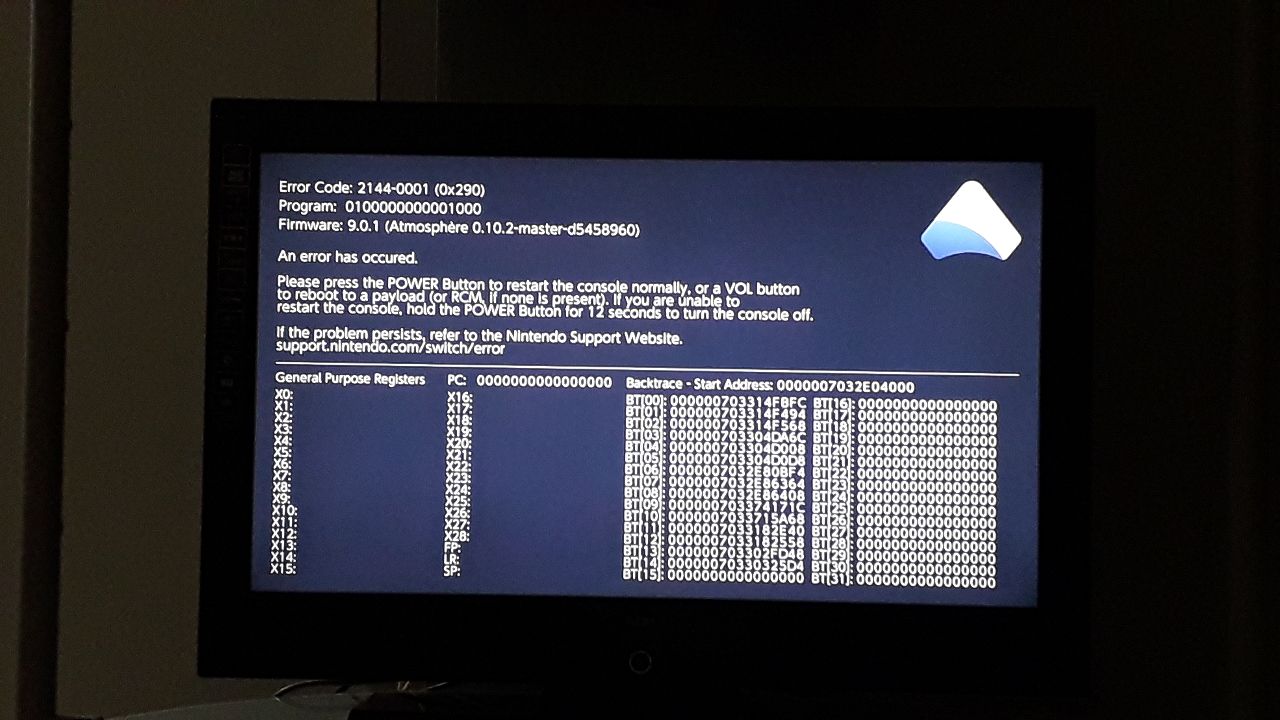 Error Code: 2144-0001 (0x290)
Program: 0100000000001000
Firmware: 9.0.1 (Atmosphère 0.10.2-master-d5458960)
An error has occured.
Please press the POWER Button to restart the console normally, or a VOL button
to reboot to a payload (or RCM, if none is present). If you are unable to
restart the console, hold the POWER Button for 12 seconds to turn the console off.
If the problem persists, refer to the Nintendo Support Website.
support.nintendo.com/switch/error
General Purpose Registers PC: 0000000000000000 Backtrace - Start Address: 0000007032E04000
X0: X16: BT[00]: 000000703314FBFC BT[16]: 0000000000000000
X1: X17: BT[01]: 000000703314F494 BT[17]: 0000000000000000
X2: X18: BT[02]: 000000703314F568 BT[18]: 0000000000000000
X3: X19: BT[03]: 000000703304DA6C BT[19]: 0000000000000000
X4: X20: BT[04]: 000000703304D008 BT[20]: 0000000000000000
X5: X21: BT[05]: 000000703304D0D8 BT[21]: 0000000000000000
X6: X22: BT[06]: 0000007032E80BF4 BT[22]: 0000000000000000
X7: X23: BT[07]: 0000007032E86364 BT[23]: 0000000000000000
X8: X24: BT[08]: 0000007032E86408 BT[24]: 0000000000000000
X9: X25: BT[09]: 000000703374171C BT[25]: 0000000000000000
X10: X26: BT[10]: 0000007033715A68 BT[26]: 0000000000000000
X11: X27: BT[11]: 0000007033182E40 BT[27]: 0000000000000000
X12: X28: BT[12]: 0000007033182558 BT[28]: 0000000000000000
X13: FP: BT[13]: 000000703302FD48 BT[29]: 0000000000000000
X14: LR: BT[14]: 00000070330325D4 BT[30]: 0000000000000000
X15: SP: BT[15]: 0000000000000000 BT[31]: 0000000000000000